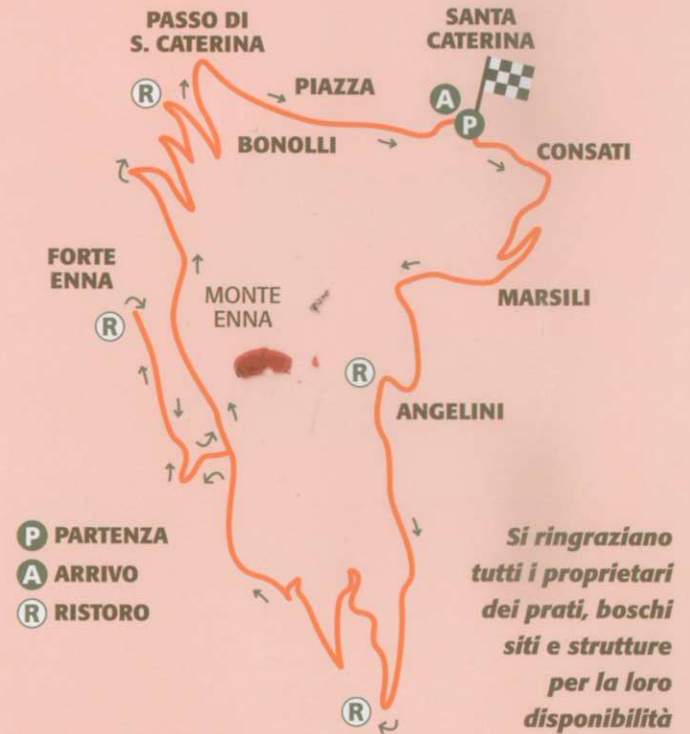 PASSO DI
S. CATERINA
SANTA
CATERINA
R
PIAZZA
A
P
BONOLLI
CONSATI
FORTE
ENNA
MONTE
ENNA
MARSILI
R
R
ANGELINI
P PARTENZA
A ARRIVO
R RISTORO
Si ringraziano
tutti i proprietari
dei prati, boschi
siti e strutture
per la loro
disponibilità
R